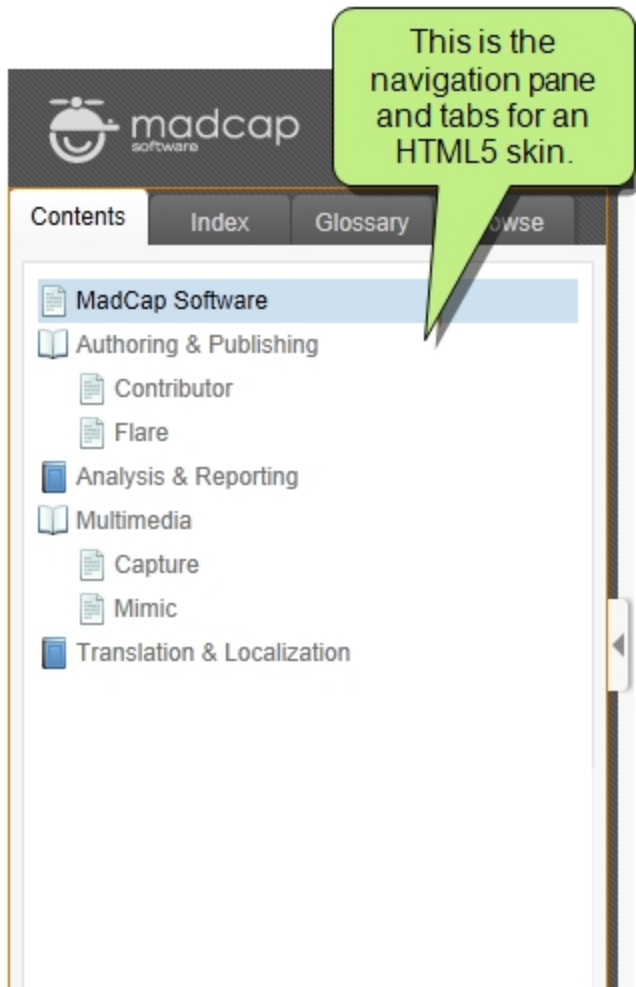 This is the
navigation pane
and tabs for an
HTML5 skin.
madcap
software
Contents Index Glossary
MadCap Software
Authoring & Publishing
Contributor
Flare
Analysis & Reporting
Multimedia
Capture
Mimic
Translation & Localization